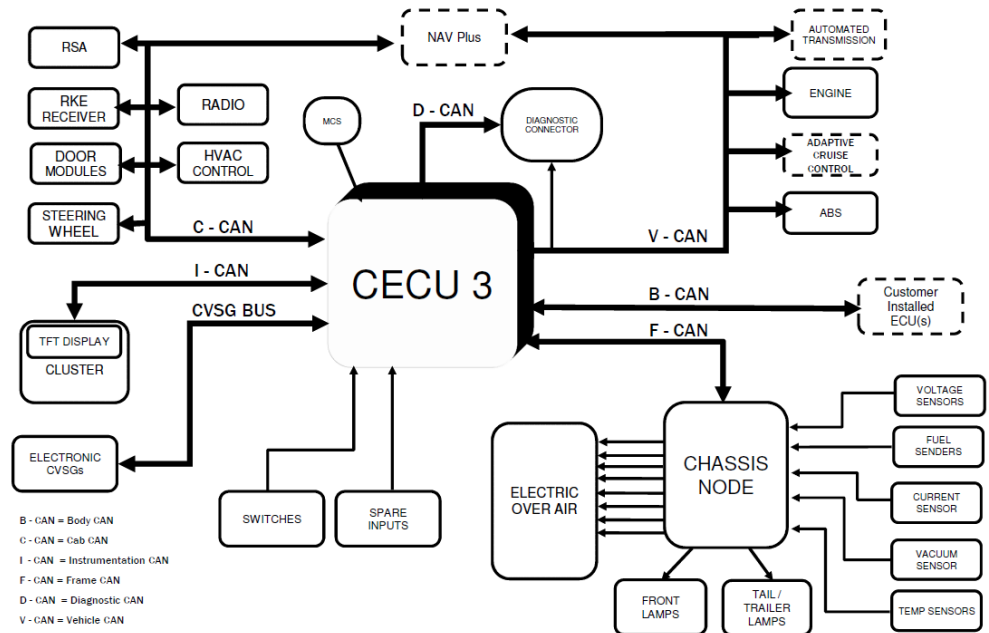 RSA
NAV Plus
AUTOMATED
TRANSMISSION
RKE
RECEIVER
RADIO
MCS
D - CAN
DIAGNOSTIC
CONNECTOR
ENGINE
DOOR
MODULES
HVAC
CONTROL
ADAPTIVE
CRUISE
CONTROL
STEERING
WHEEL
C - CAN
V - CAN
ABS
I - CAN
CECU 3
B - CAN
Customer
Installed
ECU(s)
CVSG BUS
F - CAN
TFT DISPLAY
CLUSTER
VOLTAGE
SENSORS
FUEL
SENDERS
ELECTRONIC
CVSGs
CHASSIS
NODE
ELECTRIC
OVER AIR
CURRENT
SENSOR
SWITCHES
SPARE
INPUTS
VACUUM
SENSOR
FRONT
LAMPS
TAIL /
TRAILER
LAMPS
TEMP SENSORS
B - CAN = Body CAN
C - CAN = Cab CAN
I - CAN = Instrumentation CAN
F - CAN = Frame CAN
D - CAN = Diagnostic CAN
V - CAN = Vehicle CAN